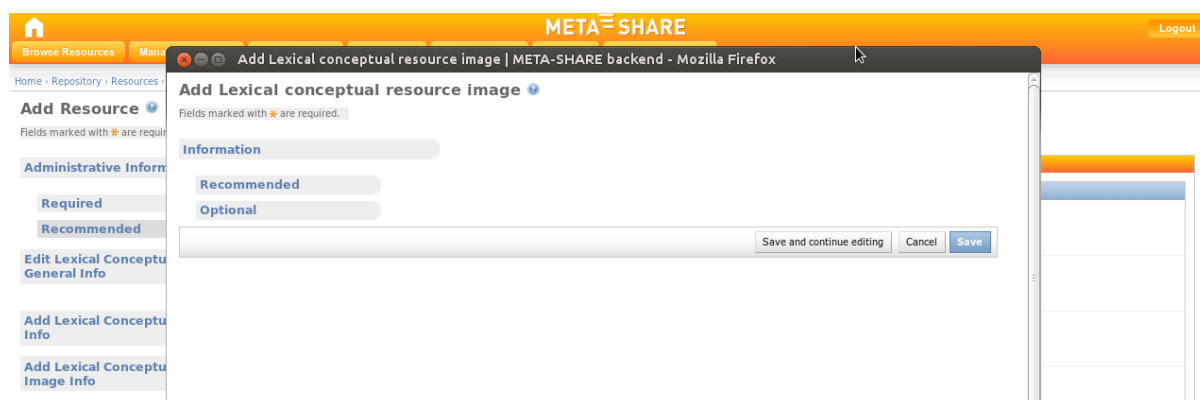 META SHARE
Logout
Browse Resources
Mana
Add Lexical conceptual resource image | META-SHARE backend - Mozilla Firefox
Home › Repository › Resources ›
Add Resource
Fields marked with * are requir
Administrative Inform
Required
Recommended
Edit Lexical Conceptu
General Info
Add Lexical Conceptu
Info
Add Lexical Conceptu
Image Info
Add Lexical conceptual resource image
Fields marked with * are required.
Information
Recommended
Optional
Save and continue editing
Cancel
Save